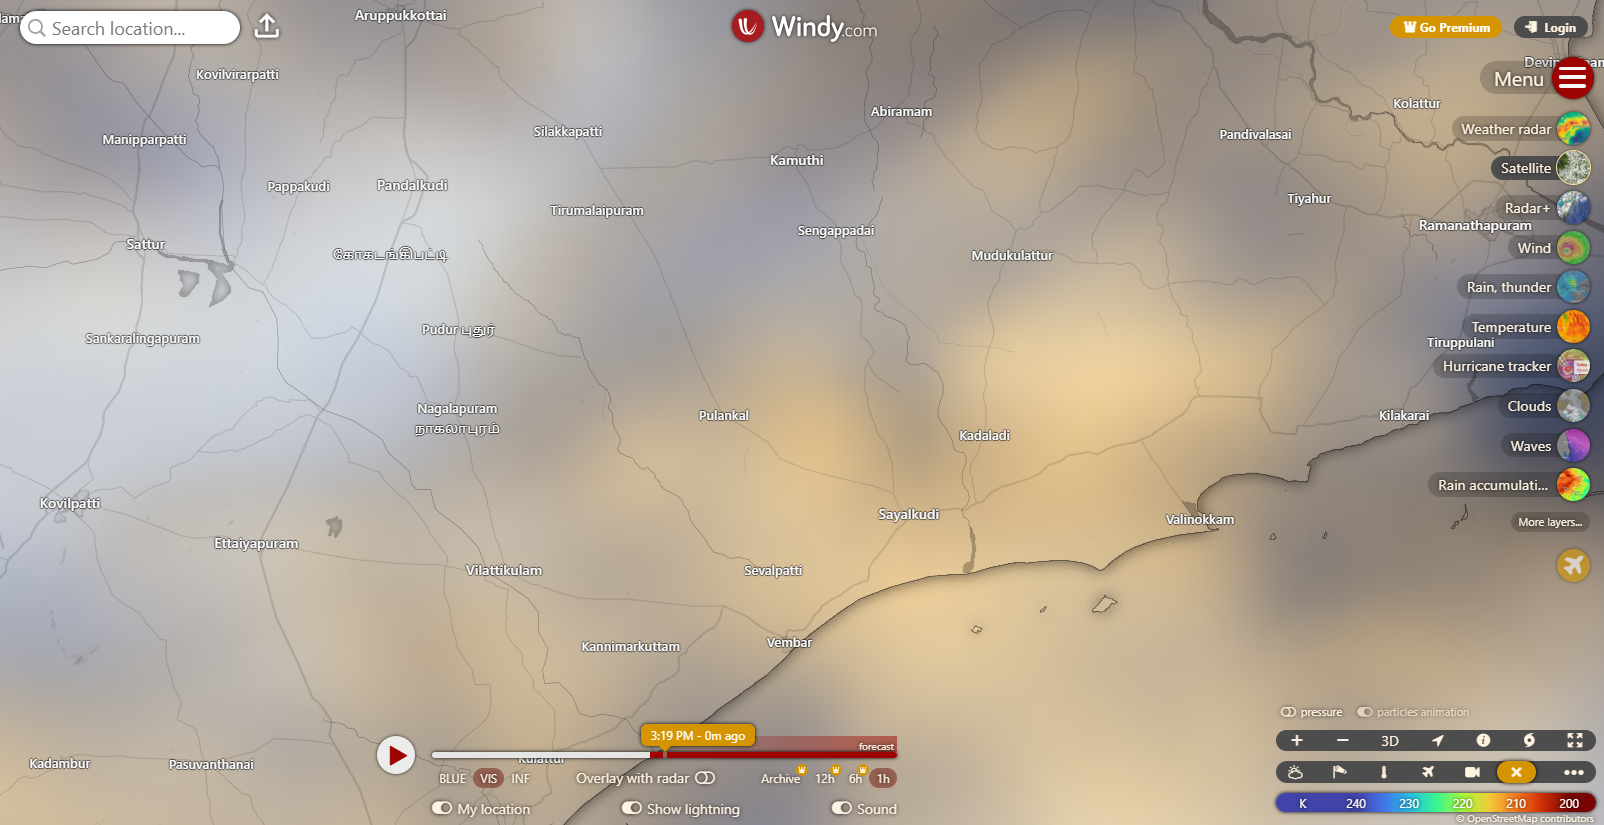 Aruppukkottai
Search location...
Windy.com
Go Premium
Login
Kovilvirarpatti
Menu
Kolattur
Abiramam
Manipparpatti
Silakkapatti
Pandivalasai
Weather radar
Kamuthi
Satellite
Pappakudi
Pandalkudi
Tirumalaipuram
Tiyahur
Radar+
Sengappadai
Ramanathapuram
Sattur
கோகடங்கிபட்டி
Mudukulattur
Wind
Rain, thunder
Pudur புதுர்
Temperature
Sankaralingapuram
Tiruppulani
Hurricane tracker
Nagalapuram
நாகலாபுரம்
Pulankal
Kilakarai
Clouds
Kadaladi
Waves
Rain accumulati...
Kovilpatti
Sayalkudi
Valinokkam
More layers...
Ettaiyapuram
Vilattikulam
Sevalpatti
Kannimarkuttam
Vembar
pressure
particles animation
3:19 PM - 0m ago
forecast
3D
Kadambur
Pasuvanthanai
Kulattur
BLUE VIS INF
Overlay with radar
Archive 12h 6h 1h
My location
Show lightning
Sound
K 240 230 220 210 200
© OpenStreetMap contributors